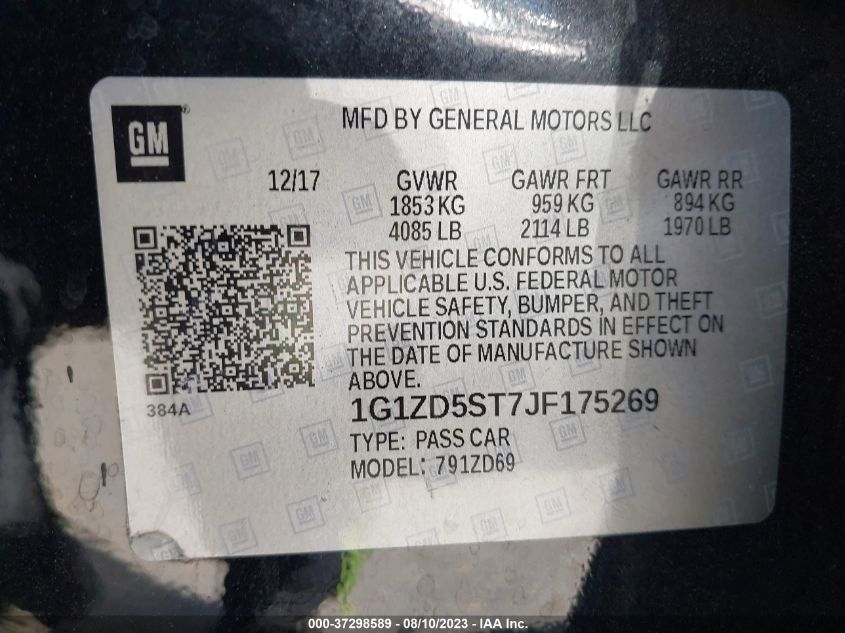 GM
MFD BY GENERAL MOTORS LLC
12/17 GVWR GAWR FRT GAWR RR
1853 KG 959 KG 894 KG
4085 LB 2114 LB 1970 LB
THIS VEHICLE CONFORMS TO ALL
APPLICABLE U.S. FEDERAL MOTOR
VEHICLE SAFETY, BUMPER, AND THEFT
PREVENTION STANDARDS IN EFFECT ON
THE DATE OF MANUFACTURE SHOWN
ABOVE.
384A
1G1ZD5ST7JF175269
TYPE: PASS CAR
MODEL: 791ZD69
000-37298589 - 08/10/2023 - IAA Inc.